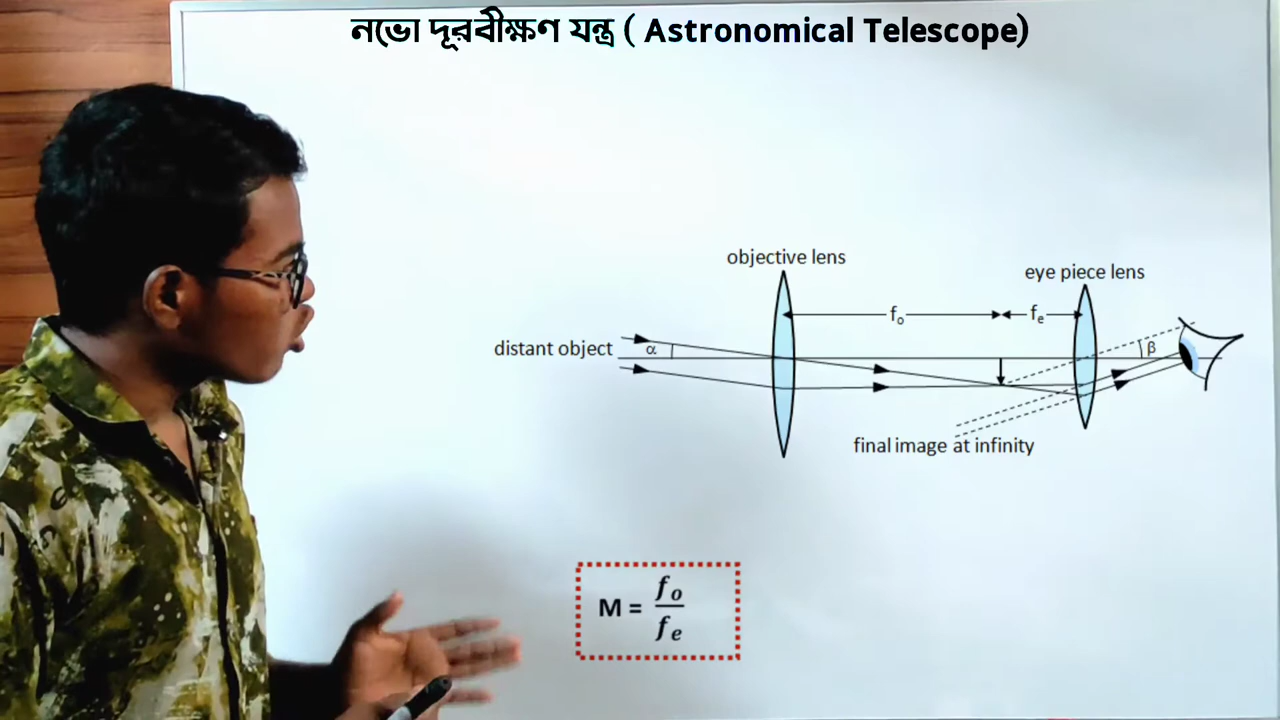 নভো দূরবীক্ষণ যন্ত্র ( Astronomical Telescope)
objective lens
eye piece lens
fo
fe
distant object
α
β
final image at infinity
M = fo/fe